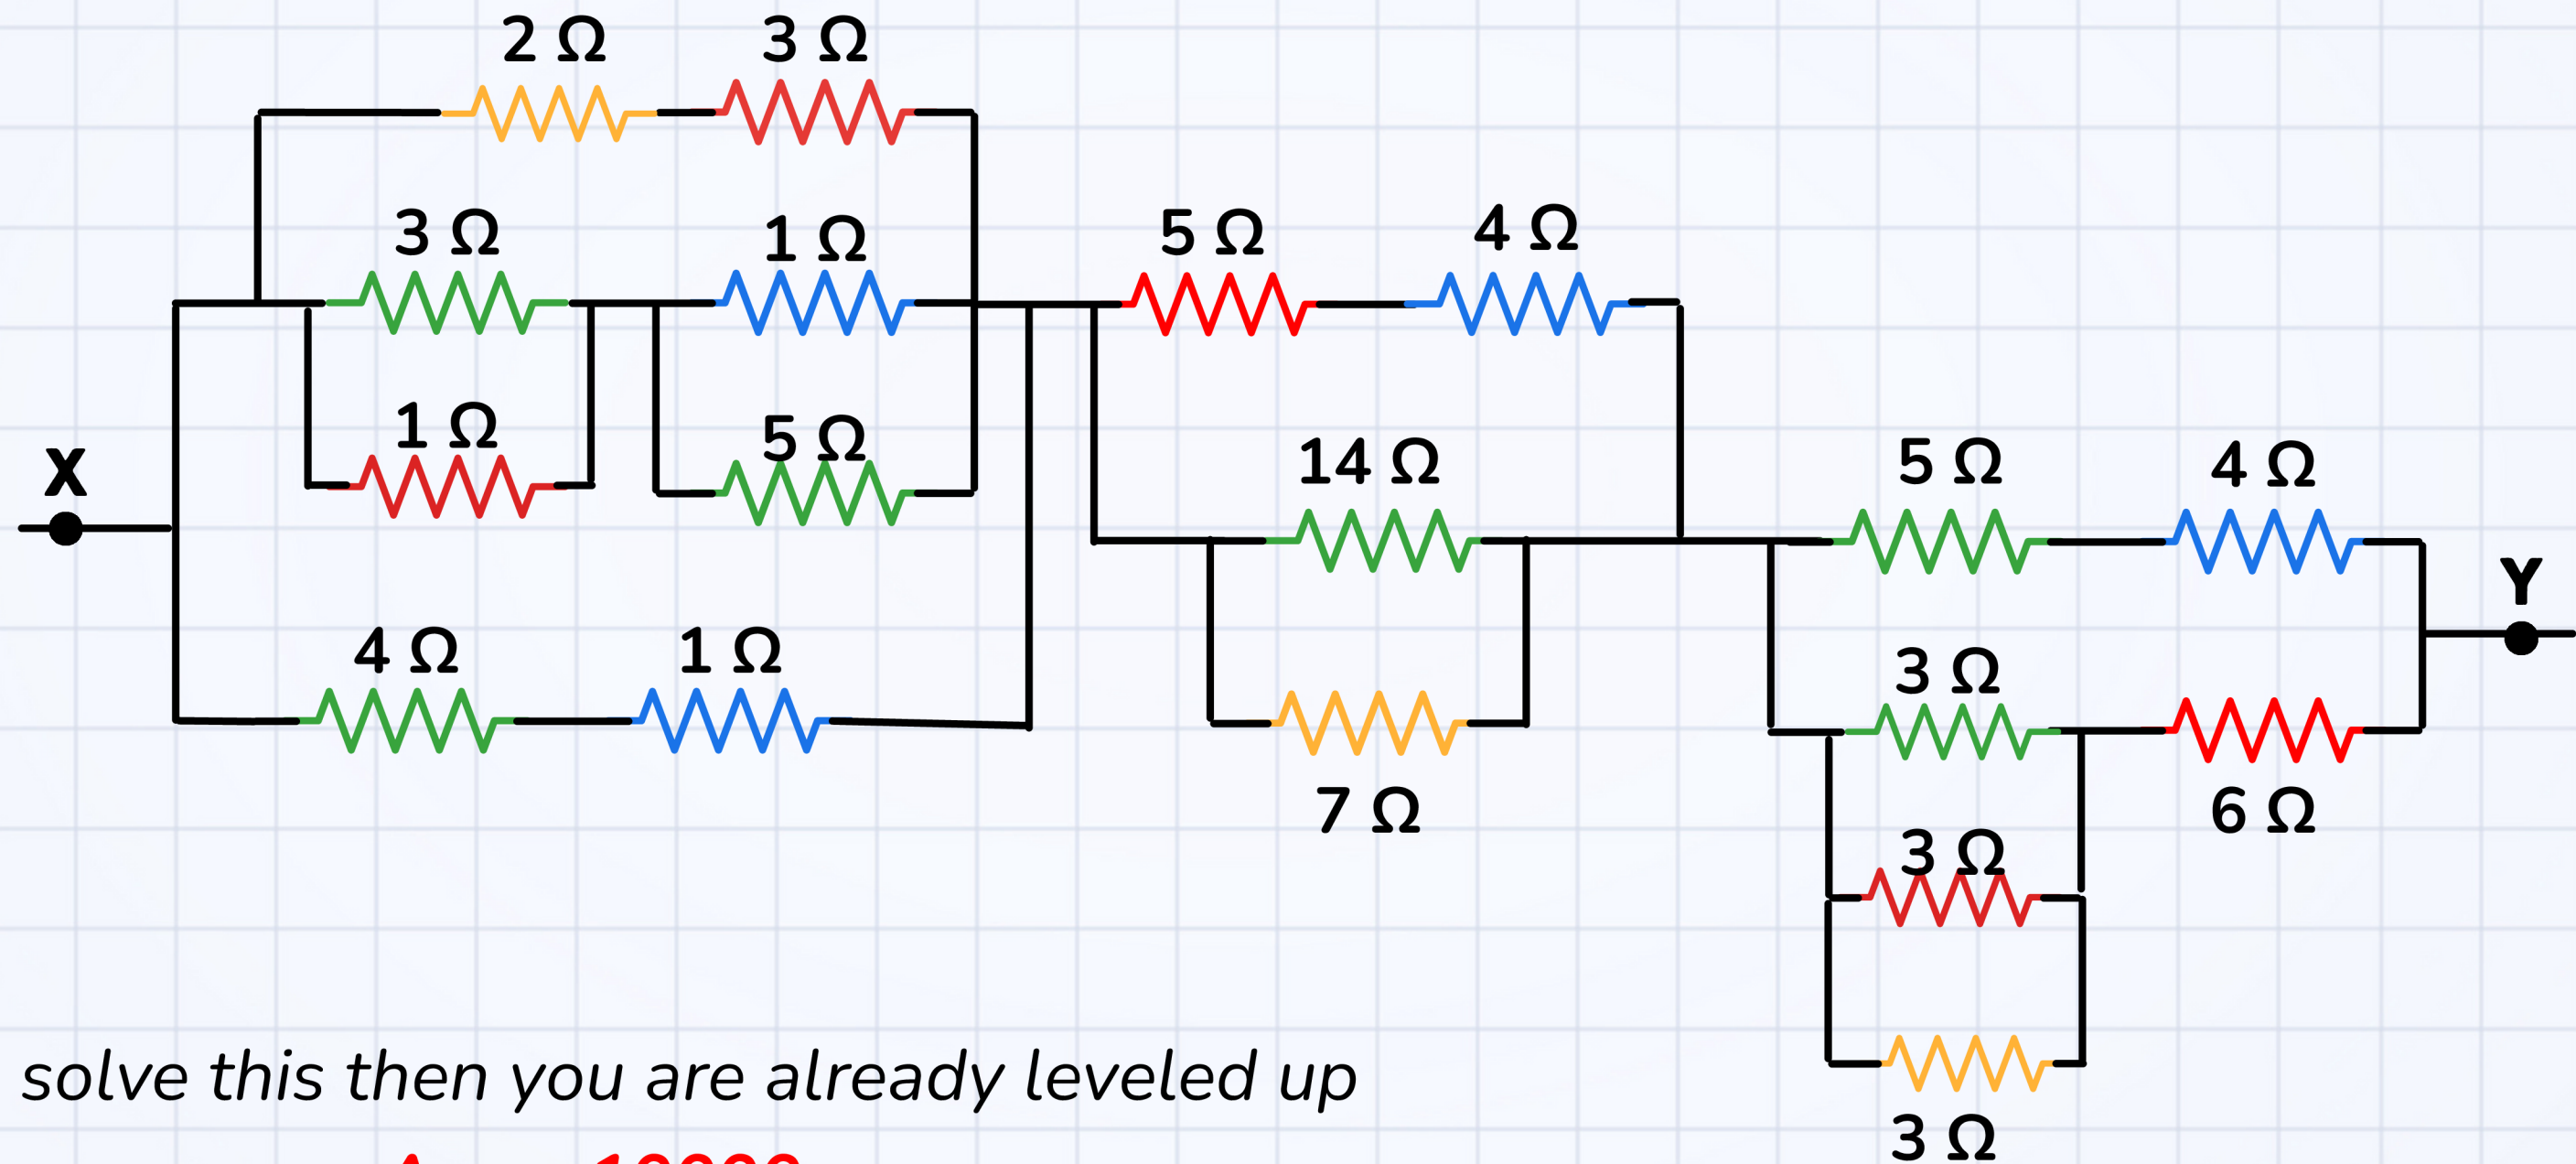 2 Ω 3 Ω
3 Ω 1 Ω 5 Ω 4 Ω
1 Ω 5 Ω 14 Ω 5 Ω 4 Ω
X
Y
4 Ω 1 Ω 3 Ω
7 Ω 6 Ω
3 Ω
solve this then you are already leveled up
3 Ω